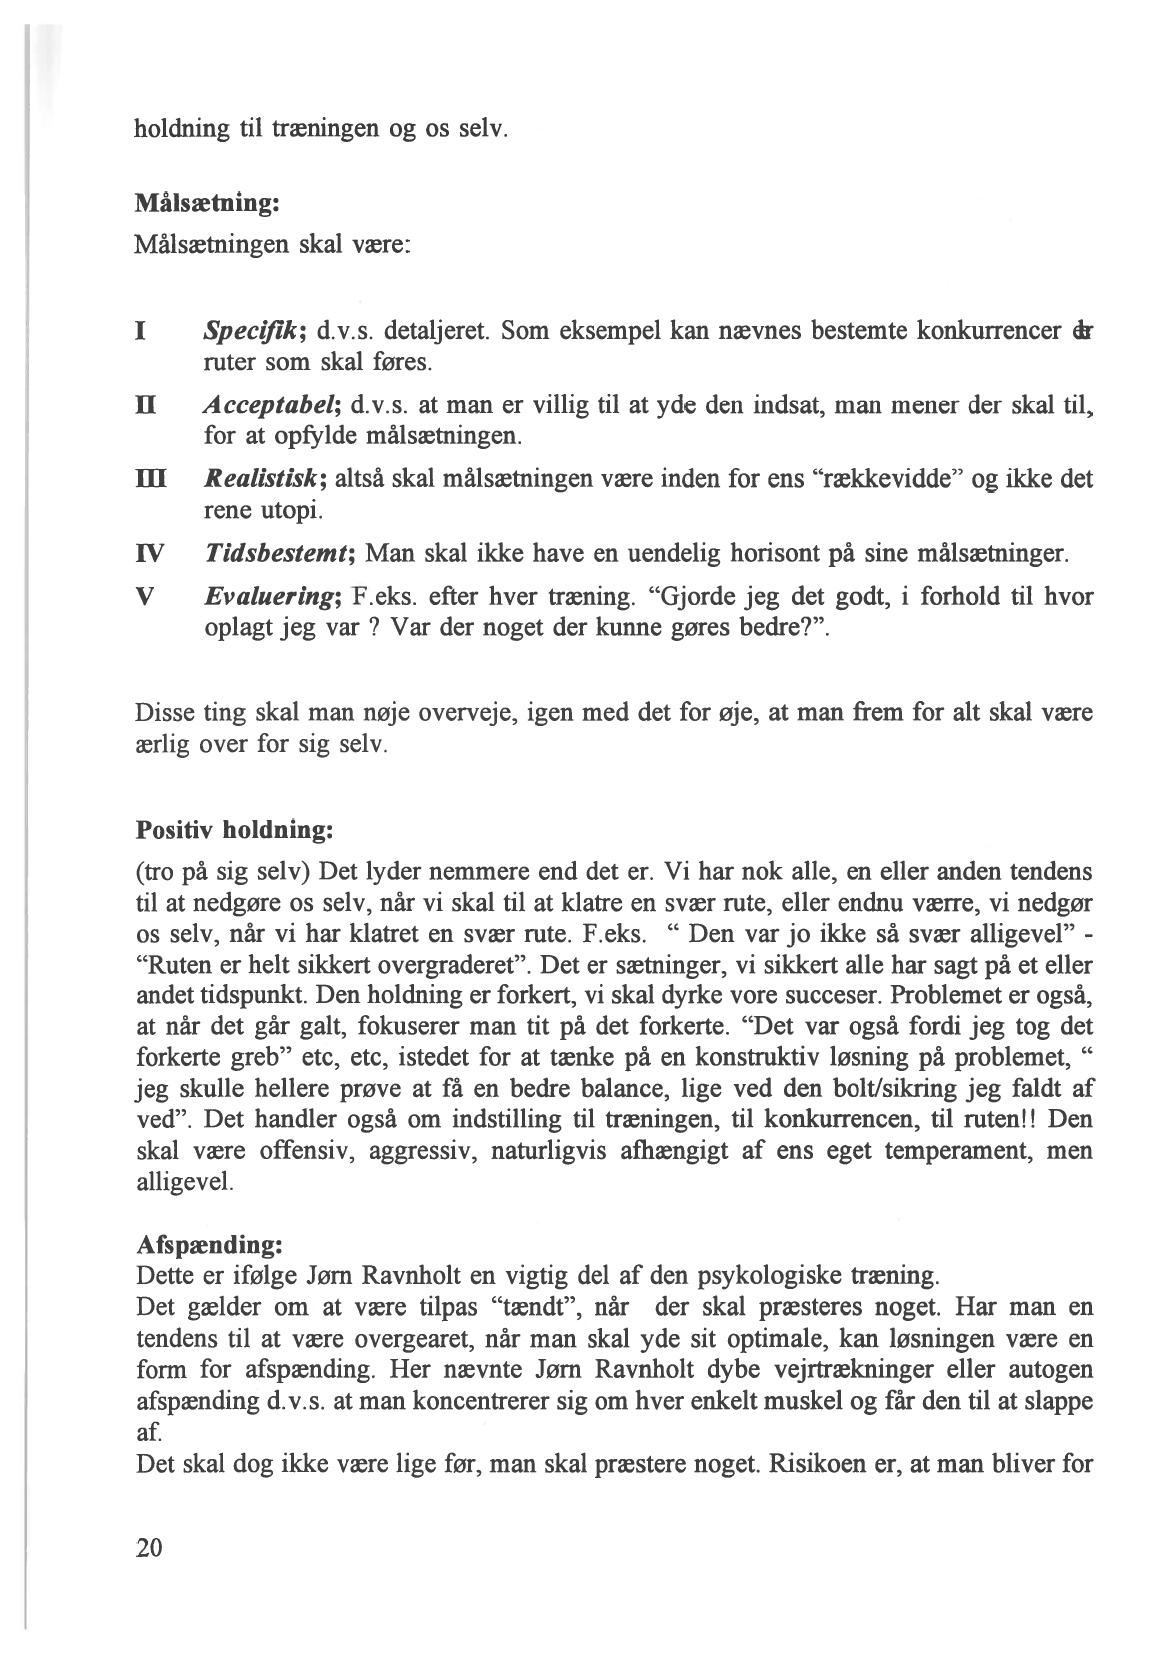 holdning til træningen og os selv.
Målsætning:
Målsætningen skal være:
I Specifik; d.v.s. detaljeret. Som eksempel kan nævnes bestemte konkurrencer
ruter som skal føres.
II Acceptabel; d.v.s. at man er villig til at yde den indsat, man mener der skal til,
for at opfylde målsætningen.
III Realistisk; altså skal målsætningen være inden for ens “rækkevidde” og ikke det
rene utopi.
IV Tidsbestemt; Man skal ikke have en uendelig horisont på sine målsætninger.
V Evaluering; F.eks. efter hver træning. “Gjorde jeg det godt, i forhold til hvor
oplagt jeg var ? Var der noget der kunne gøres bedre?”.
Disse ting skal man nøje overveje, igen med det for øje, at man frem for alt skal være
ærlig over for sig selv.
Positiv holdning:
(tro på sig selv) Det lyder nemmere end det er. Vi har nok alle, en eller anden tendens
til at nedgøre os selv, når vi skal til at klatre en svær rute, eller endnu værre, vi nedgør
os selv, når vi har klatret en svær rute. F.eks. “ Den var jo ikke så svær alligevel” -
“Ruten er helt sikkert overgraderet”. Det er sætninger, vi sikkert alle har sagt på et eller
andet tidspunkt. Den holdning er forkert, vi skal dyrke vore succeser. Problemet er også,
at når det går galt, fokuserer man tit på det forkerte. “Det var også fordi jeg tog det
forkerte greb” etc, etc, istedet for at tænke på en konstruktiv løsning på problemet, “
jeg skulle hellere prøve at få en bedre balance, lige ved den bolt/sikring jeg faldt af
ved”. Det handler også om indstilling til træningen, til konkurrencen, til ruten!! Den
skal være offensiv, aggressiv, naturligvis afhængigt af ens eget temperament, men
alligevel.
Afspænding:
Dette er ifølge Jørn Ravnholt en vigtig del af den psykologiske træning.
Det gælder om at være tilpas “tændt”, når der skal præsteres noget. Har man en
tendens til at være overgearet, når man skal yde sit optimale, kan løsningen være en
form for afspænding. Her nævnte Jørn Ravnholt dybe vejrtrækninger eller autogen
afspænding d.v.s. at man koncentrerer sig om hver enkelt muskel og får den til at slappe
af.
Det skal dog ikke være lige før, man skal præstere noget. Risikoen er, at man bliver for
20